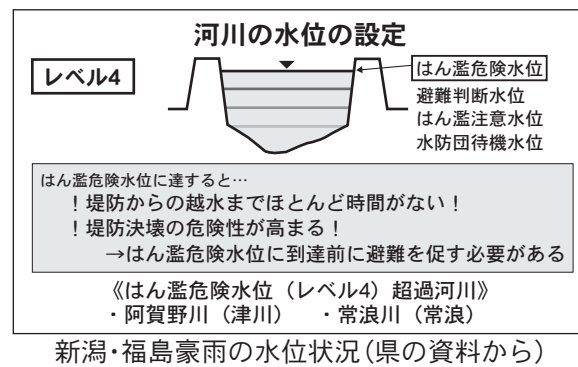 河川の水位の設定
レベル4
はん濫危険水位
避難判断水位
はん濫注意水位
水防団待機水位
はん濫危険水位に達すると…
！堤防からの越水までほとんど時間がない！
！堤防決壊の危険性が高まる！
→はん濫危険水位に到達前に避難を促す必要がある
《はん濫危険水位（レベル4）超過河川》
・阿賀野川（津川）　・常浪川（常浪）
新潟・福島豪雨の水位状況（県の資料から）